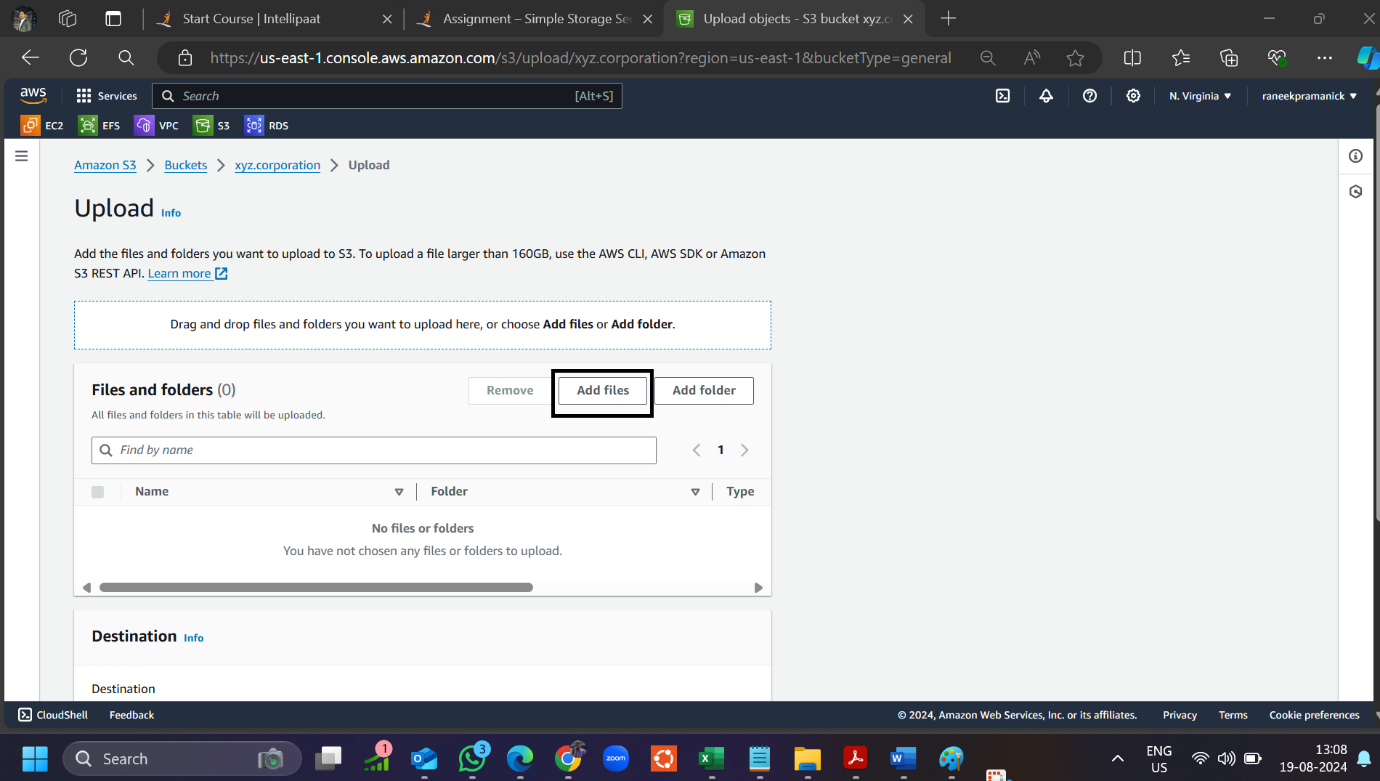 Start Course | Intellipaat
Assignment – Simple Storage Se
Upload objects - S3 bucket xyz.c
https://us-east-1.console.aws.amazon.com/s3/upload/xyz.corporation?region=us-east-1&bucketType=general
aws
Services
Search
[Alt+S]
N. Virginia
raneekpramanick
EC2 EFS VPC S3 RDS
Amazon S3 > Buckets > xyz.corporation > Upload
Upload Info
Add the files and folders you want to upload to S3. To upload a file larger than 160GB, use the AWS CLI, AWS SDK or Amazon
S3 REST API. Learn more
Drag and drop files and folders you want to upload here, or choose Add files or Add folder.
Files and folders (0)
Remove
Add files
Add folder
All files and folders in this table will be uploaded.
Find by name
1
Name
Folder
Type
No files or folders
You have not chosen any files or folders to upload.
Destination Info
Destination
CloudShell
Feedback
© 2024, Amazon Web Services, Inc. or its affiliates.
Privacy
Terms
Cookie preferences
Search
1
3
zoom
ENG
US
13:08
19-08-2024